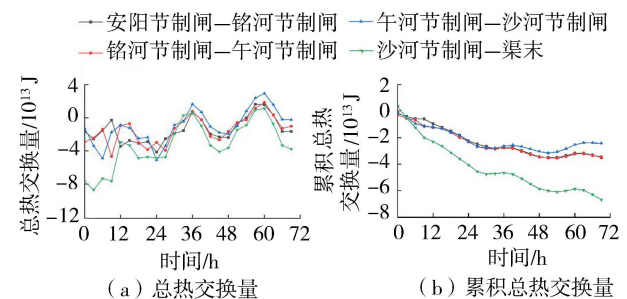 安阳节制闸—铭河节制闸 午河节制闸—沙河节制闸
铭河节制闸—午河节制闸 沙河节制闸—渠末
总热交换量/10¹³ J
4
0
−4
−8
−12
0 12 24 36 48 60 72
时间/h
(a) 总热交换量
累积总热
交换量/10¹³ J
2
0
−2
−4
−6
−8
0 12 24 36 48 60 72
时间/h
(b) 累积总热交换量